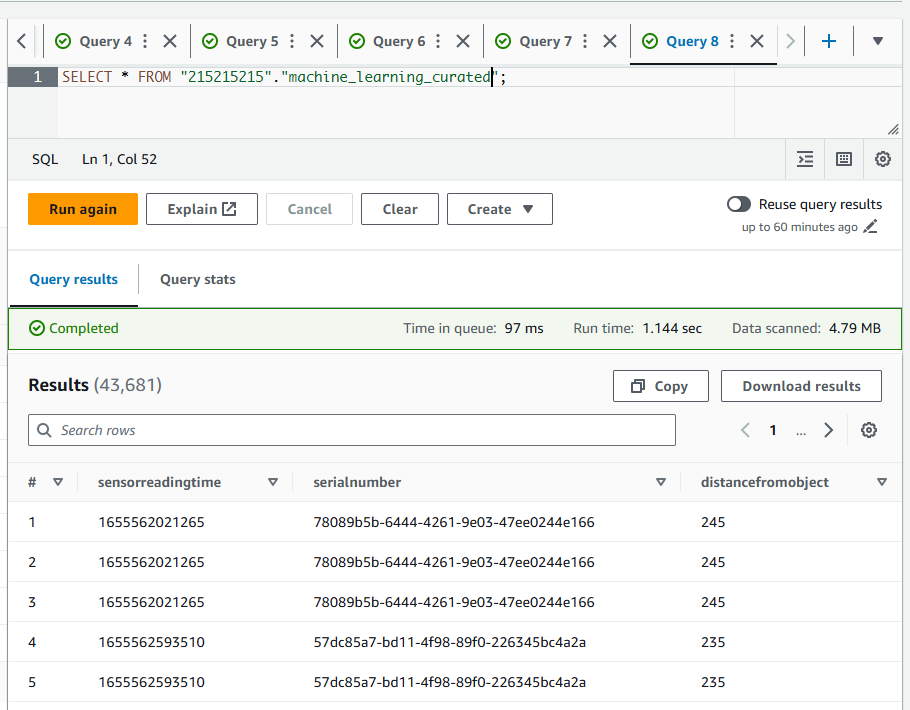 Query 4 Query 5 Query 6 Query 7 Query 8
1 SELECT * FROM "215215215"."machine_learning_curated";
SQL Ln 1, Col 52
Run again Explain Cancel Clear Create Reuse query results
up to 60 minutes ago
Query results Query stats
Completed Time in queue: 97 ms Run time: 1.144 sec Data scanned: 4.79 MB
Results (43,681) Copy Download results
Search rows 1 ...
# sensorreadingtime serialnumber distancefromobject
1 1655562021265 78089b5b-6444-4261-9e03-47ee0244e166 245
2 1655562021265 78089b5b-6444-4261-9e03-47ee0244e166 245
3 1655562021265 78089b5b-6444-4261-9e03-47ee0244e166 245
4 1655562593510 57dc85a7-bd11-4f98-89f0-226345bc4a2a 235
5 1655562593510 57dc85a7-bd11-4f98-89f0-226345bc4a2a 235